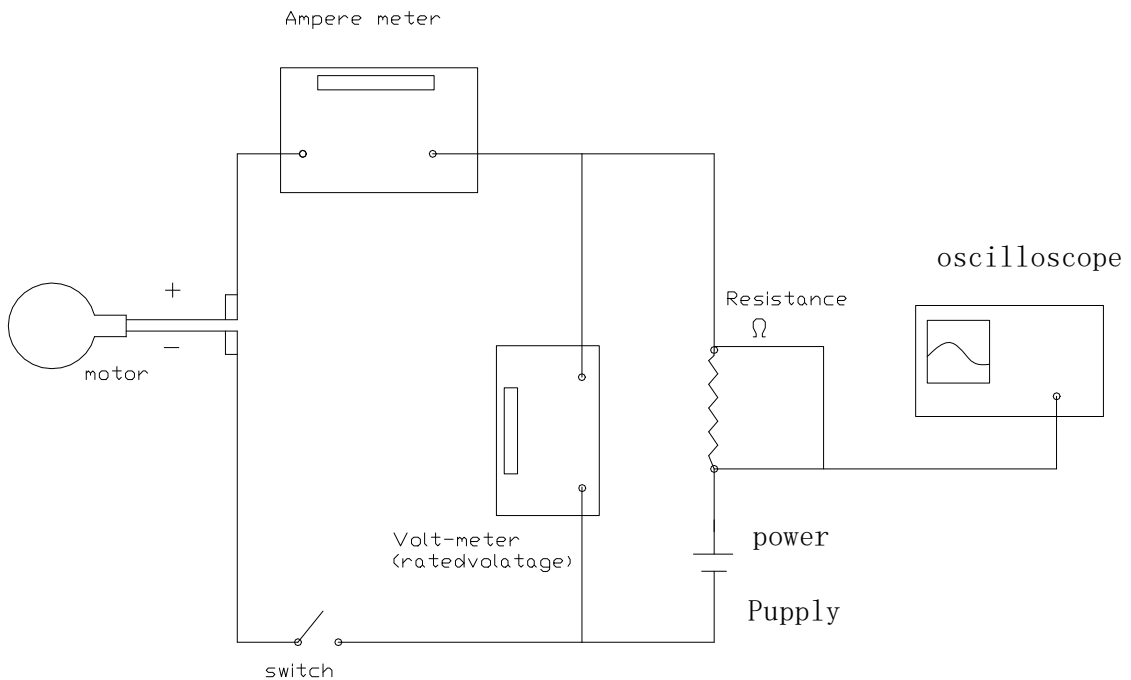 Ampere meter
oscilloscope
+
Resistance
Ω
−
motor
Volt-meter
(ratedvolatage)
power
Pupply
switch